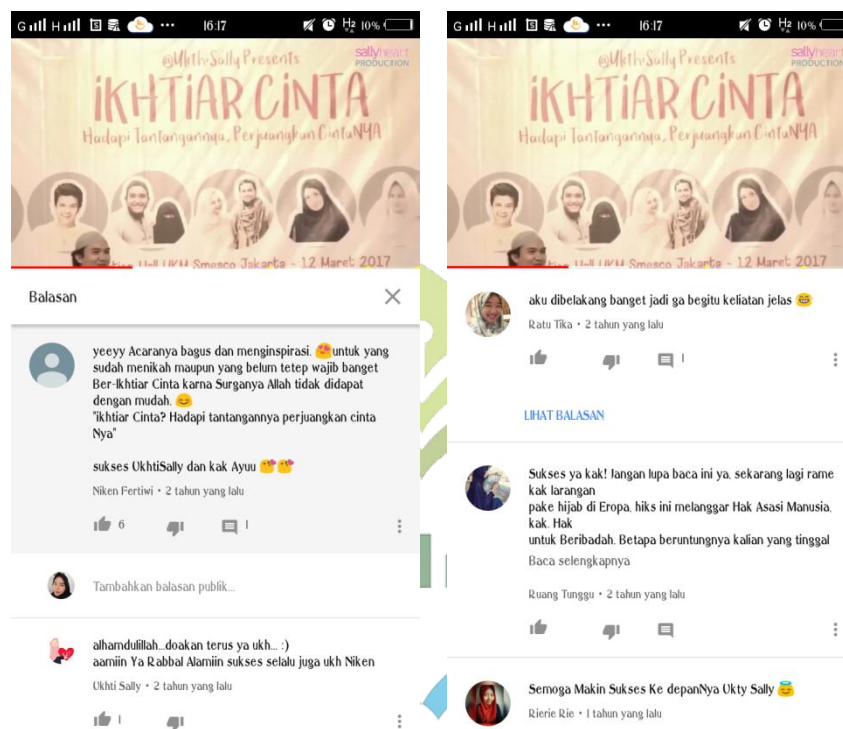 16:17
10%
@UkthiSally Presents
sallyheart
PRODUCTION
iKHTiAR CiNTA
Hadapi Tantangannya, Perjuangkan CintaNYA
Hall UKM Smesco Jakarta - 12 Maret 2017
Balasan
yeeyy Acaranya bagus dan menginspirasi. 😍untuk yang
sudah menikah maupun yang belum tetep wajib banget
Ber-Ikhtiar Cinta karna Surganya Allah tidak didapat
dengan mudah. 😊
"ikhtiar Cinta? Hadapi tantangannya perjuangkan cinta
Nya"
sukses UkhtiSally dan kak Ayuu 😘😘
Niken Fertiwi • 2 tahun yang lalu
6
1
Tambahkan balasan publik...
alhamdulillah...doakan terus ya ukh... :)
aamiin Ya Rabbal Alamiin sukses selalu juga ukh Niken
Ukhti Sally • 2 tahun yang lalu
1
16:17
10%
@UkthiSally Presents
sallyheart
PRODUCTION
iKHTiAR CiNTA
Hadapi Tantangannya, Perjuangkan CintaNYA
Hall UKM Smesco Jakarta - 12 Maret 2017
aku dibelakang banget jadi ga begitu keliatan jelas 😁
Ratu Tika • 2 tahun yang lalu
1
LIHAT BALASAN
Sukses ya kak! Jangan lupa baca ini ya, sekarang lagi rame
kak larangan
pake hijab di Eropa, hiks ini melanggar Hak Asasi Manusia,
kak. Hak
untuk Beribadah. Betapa beruntungnya kalian yang tinggal
Baca selengkapnya
Ruang Tunggu • 2 tahun yang lalu
Semoga Makin Sukses Ke depanNya Ukty Sally 😇
Rierie Rie • 1 tahun yang lalu